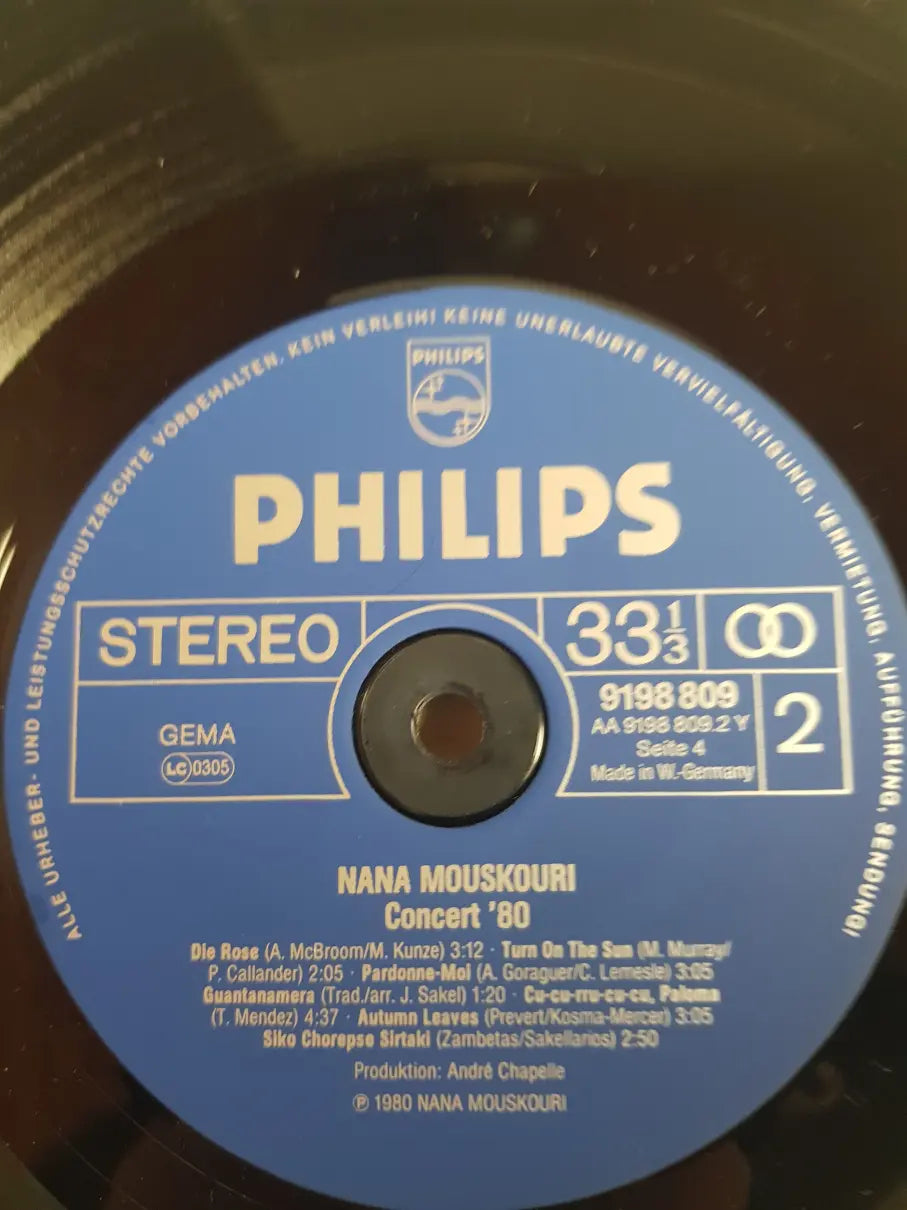 ALLE URHEBER- UND LEISTUNGSSCHUTZRECHTE VORBEHALTEN. KEIN VERLEIH! KEINE UNERLAUBTE VERVIELFÄLTIGUNG, VERMIETUNG, AUFFÜHRUNG, SENDUNG!
PHILIPS
PHILIPS
STEREO
33 1/3
GEMA
LC 0305
9198 809
AA 9198 809.2 Y
Seite 4
Made in W.-Germany
2
NANA MOUSKOURI
Concert '80
Die Rose (A. McBroom/M. Kunze) 3:12 · Turn On The Sun (M. Murray/
P. Callander) 2:05 · Pardonne-Moi (A. Goraguer/C. Lemesle) 3:05
Guantanamera (Trad./arr. J. Sakel) 1:20 · Cu-cu-rru-cu-cu, Paloma
(T. Mendez) 4:37 · Autumn Leaves (Prevert/Kosma-Mercer) 3:05
Siko Chorepse Sirtaki (Zambetas/Sakellarios) 2:50
Produktion: André Chapelle
℗ 1980 NANA MOUSKOURI